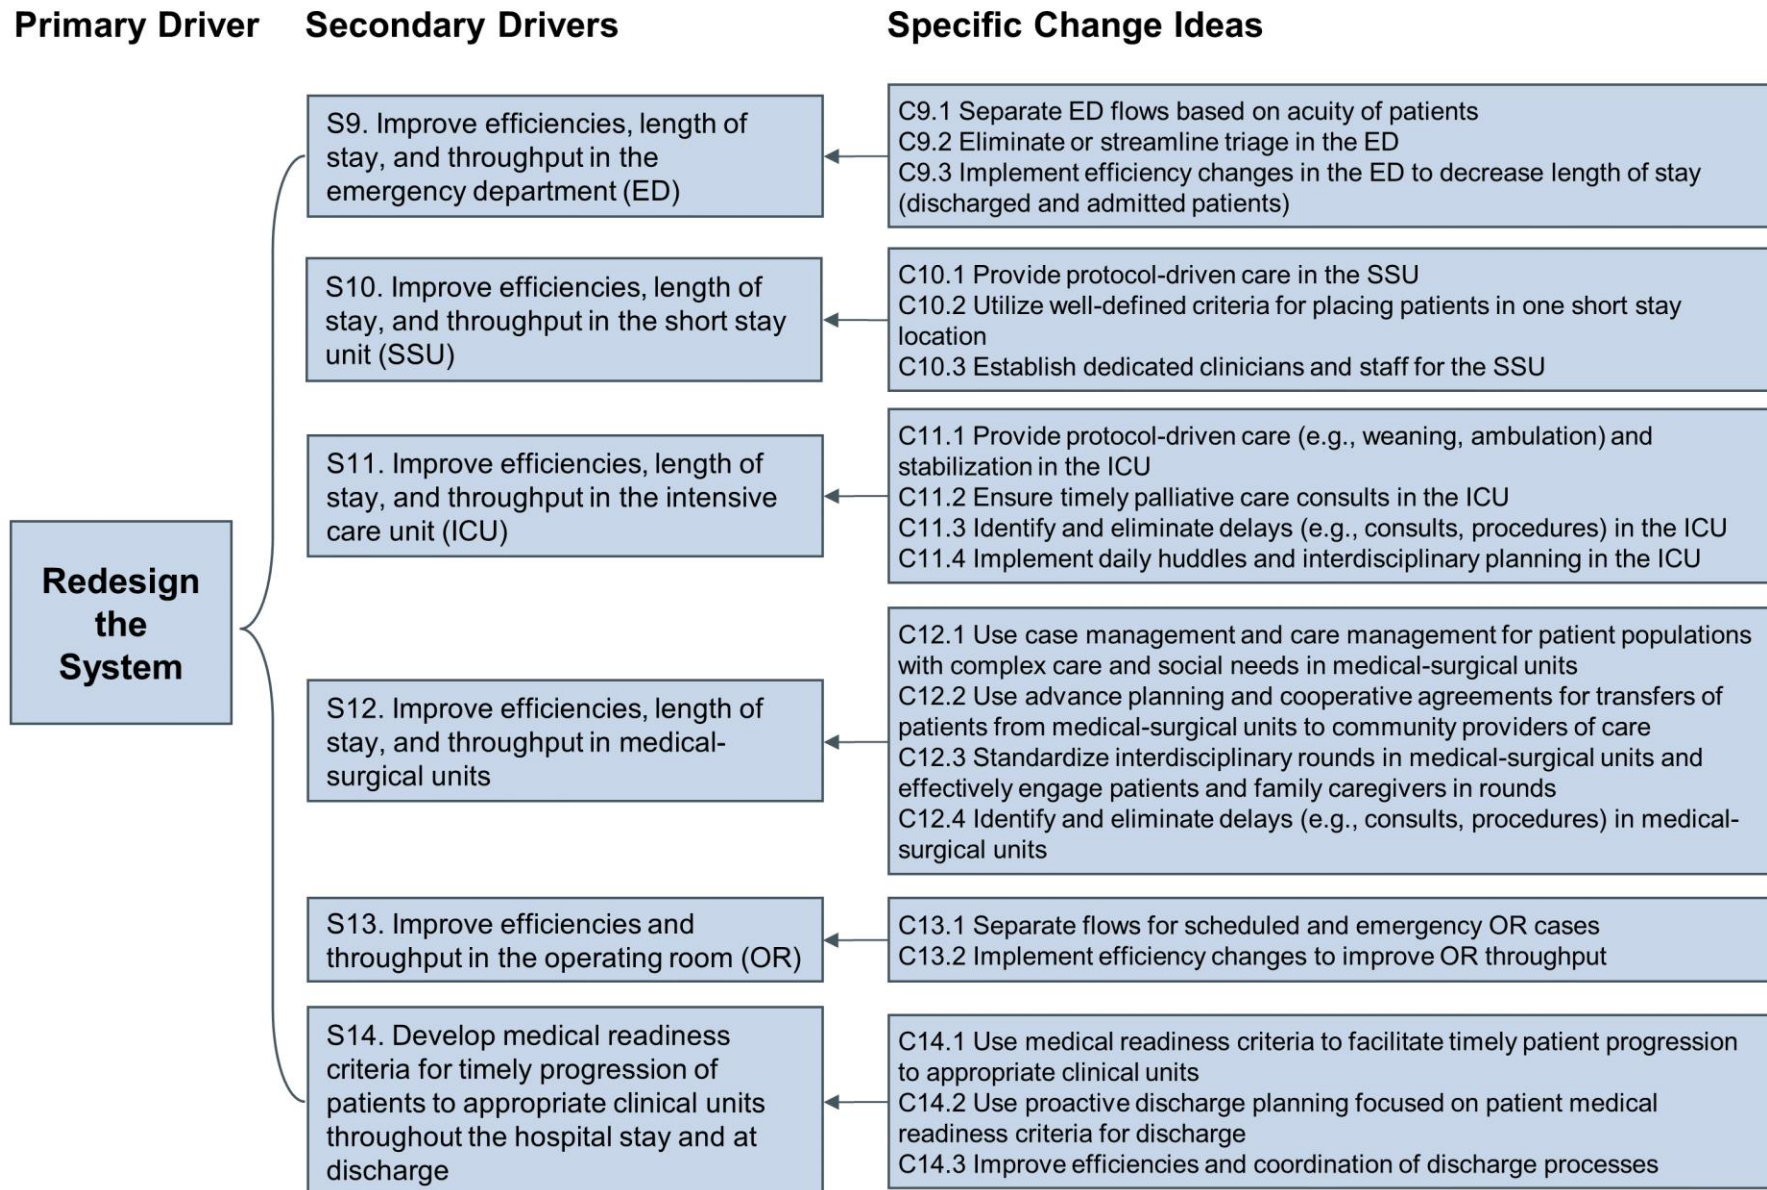 Primary Driver
Secondary Drivers
Specific Change Ideas
Redesign
the
System
S9. Improve efficiencies, length of
stay, and throughput in the
emergency department (ED)
C9.1 Separate ED flows based on acuity of patients
C9.2 Eliminate or streamline triage in the ED
C9.3 Implement efficiency changes in the ED to decrease length of stay
(discharged and admitted patients)
S10. Improve efficiencies, length of
stay, and throughput in the short stay
unit (SSU)
C10.1 Provide protocol-driven care in the SSU
C10.2 Utilize well-defined criteria for placing patients in one short stay
location
C10.3 Establish dedicated clinicians and staff for the SSU
S11. Improve efficiencies, length of
stay, and throughput in the intensive
care unit (ICU)
C11.1 Provide protocol-driven care (e.g., weaning, ambulation) and
stabilization in the ICU
C11.2 Ensure timely palliative care consults in the ICU
C11.3 Identify and eliminate delays (e.g., consults, procedures) in the ICU
C11.4 Implement daily huddles and interdisciplinary planning in the ICU
S12. Improve efficiencies, length of
stay, and throughput in medical-
surgical units
C12.1 Use case management and care management for patient populations
with complex care and social needs in medical-surgical units
C12.2 Use advance planning and cooperative agreements for transfers of
patients from medical-surgical units to community providers of care
C12.3 Standardize interdisciplinary rounds in medical-surgical units and
effectively engage patients and family caregivers in rounds
C12.4 Identify and eliminate delays (e.g., consults, procedures) in medical-
surgical units
S13. Improve efficiencies and
throughput in the operating room (OR)
C13.1 Separate flows for scheduled and emergency OR cases
C13.2 Implement efficiency changes to improve OR throughput
S14. Develop medical readiness
criteria for timely progression of
patients to appropriate clinical units
throughout the hospital stay and at
discharge
C14.1 Use medical readiness criteria to facilitate timely patient progression
to appropriate clinical units
C14.2 Use proactive discharge planning focused on patient medical
readiness criteria for discharge
C14.3 Improve efficiencies and coordination of discharge processes